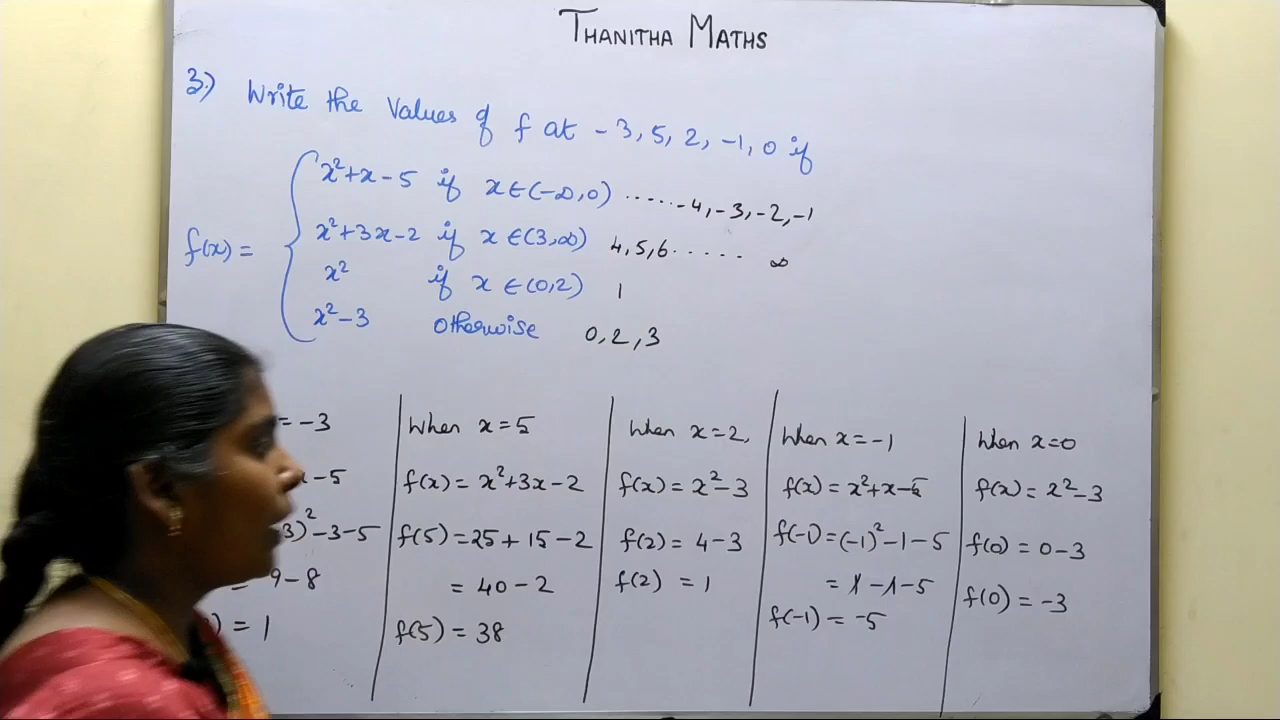 THANITHA MATHS
3.) Write the values of f at -3, 5, 2, -1, 0 if
x²+x-5 if x∈(-∞,0) ......-4,-3,-2,-1
f(x) = x²+3x-2 if x∈(3,∞) 4,5,6...... ∞
x² if x∈(0,2) 1
x²-3 otherwise 0,2,3
= -3
x-5
3)²-3-5
= 9-8
) = 1
When x=5
f(x) = x²+3x-2
f(5) = 25+15-2
= 40-2
f(5) = 38
When x=2,
f(x) = x²-3
f(2) = 4-3
f(2) = 1
When x=-1
f(x) = x²+x-5
f(-1) = (-1)²-1-5
= 1-1-5
f(-1) = -5
When x=0
f(x) = x²-3
f(0) = 0-3
f(0) = -3